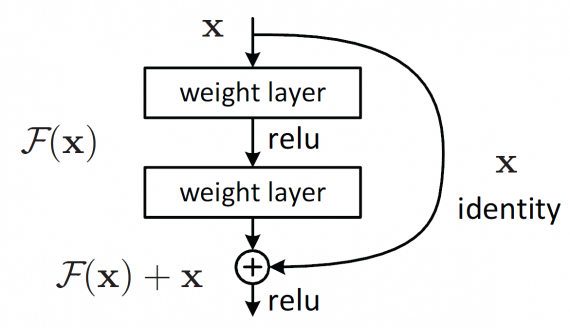 x
weight layer
relu
F(x)
weight layer
x
identity
F(x) + x
relu